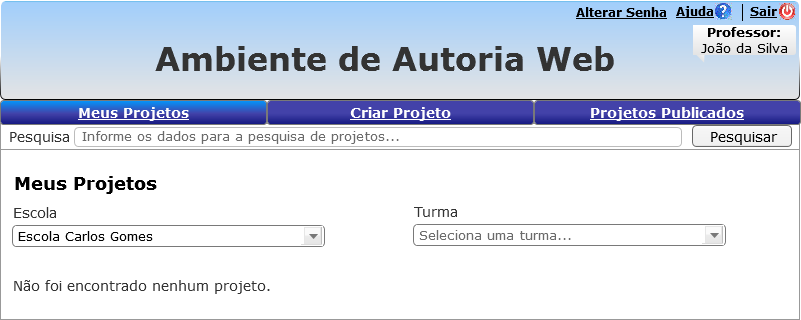 Alterar Senha Ajuda Sair
Professor:
João da Silva
Ambiente de Autoria Web
Meus Projetos Criar Projeto Projetos Publicados
Pesquisa Informe os dados para a pesquisa de projetos... Pesquisar
Meus Projetos
Escola Turma
Escola Carlos Gomes Seleciona uma turma...
Não foi encontrado nenhum projeto.